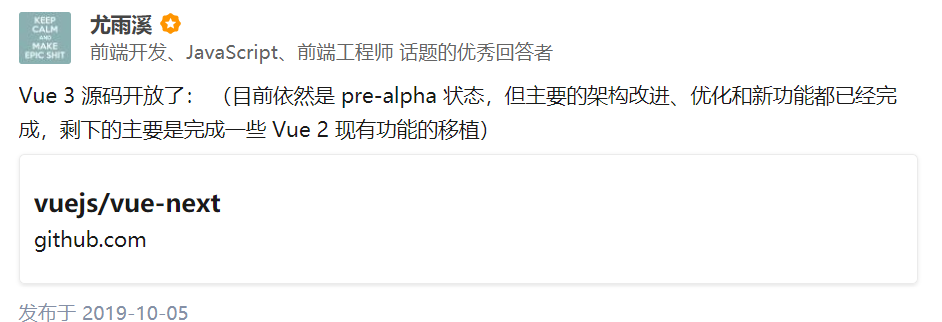 KEEP
CALM
AND
MAKE
EPIC SHIT
尤雨溪
前端开发、JavaScript、前端工程师 话题的优秀回答者
Vue 3 源码开放了： （目前依然是 pre-alpha 状态，但主要的架构改进、优化和新功能都已经完
成，剩下的主要是完成一些 Vue 2 现有功能的移植）
vuejs/vue-next
github.com
发布于 2019-10-05